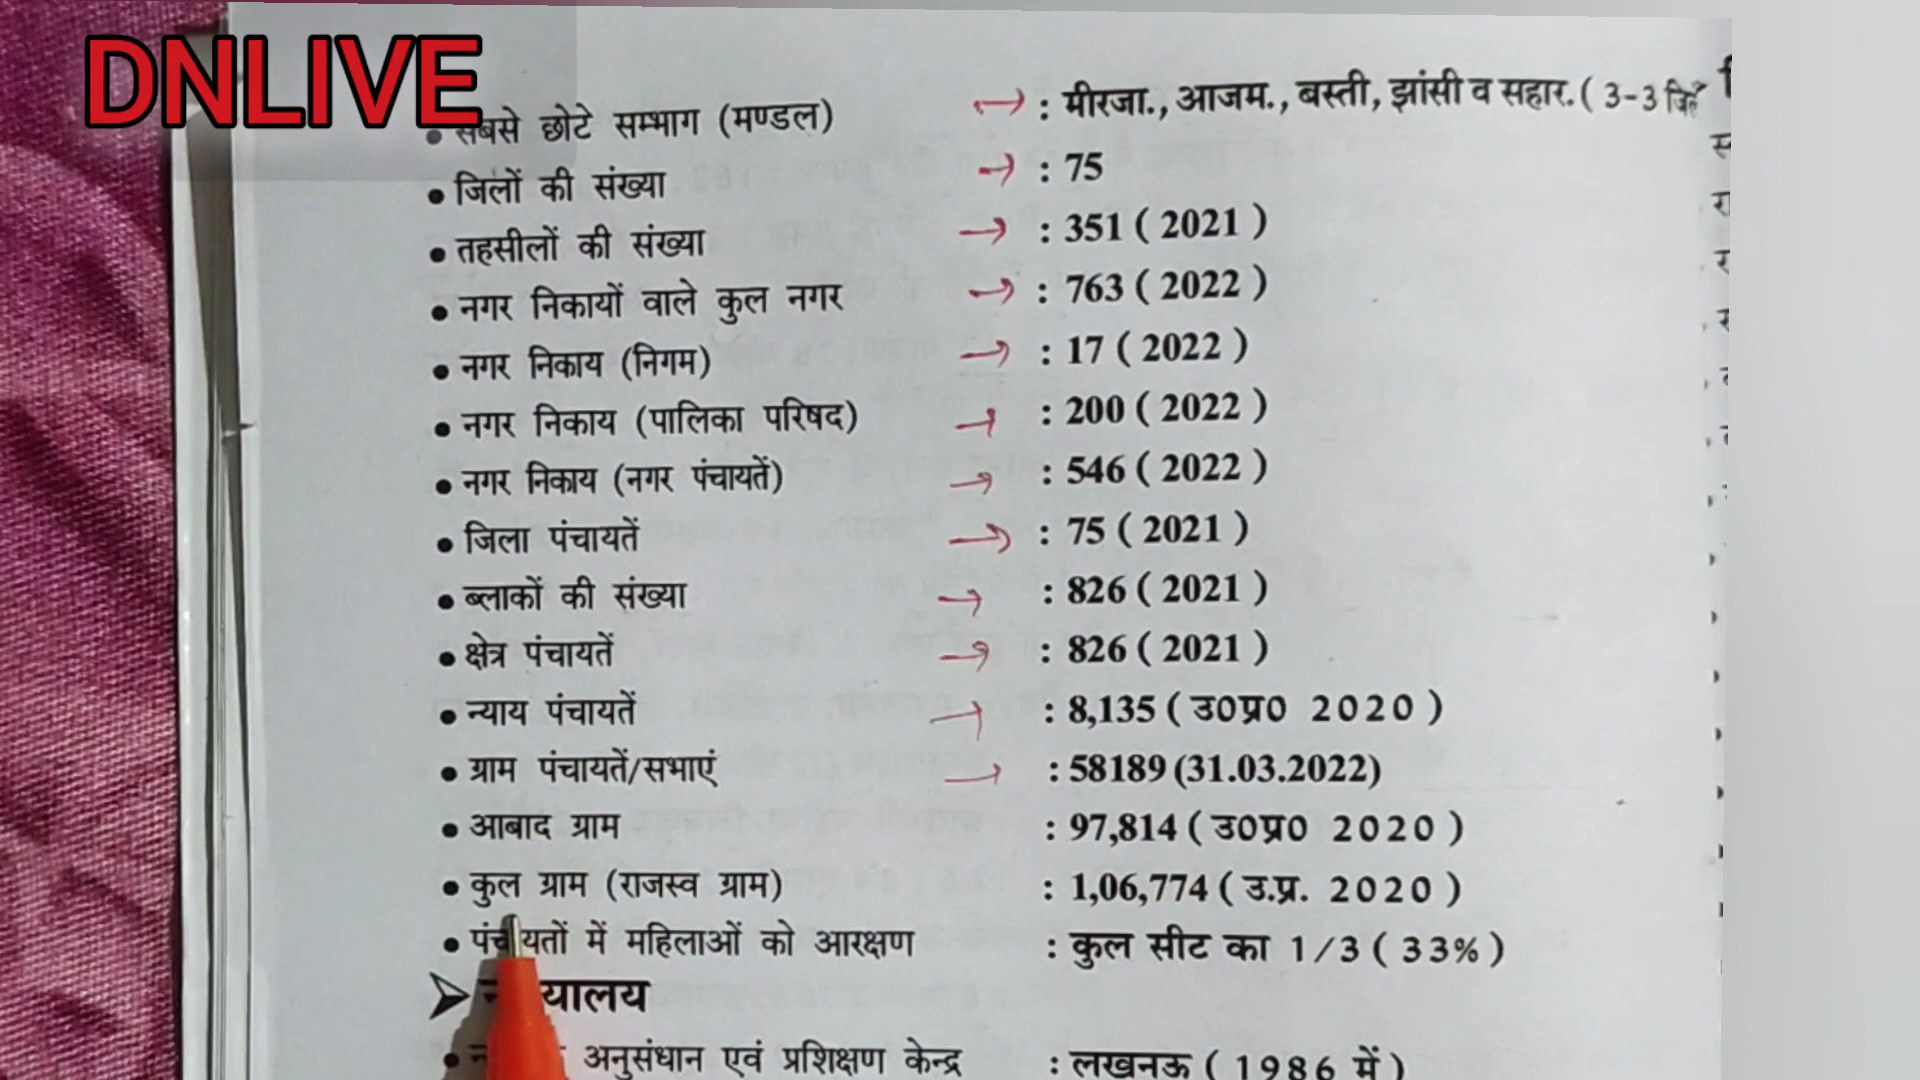 DNLIVE
• सबसे छोटे सम्भाग (मण्डल) : मीरजा., आजम., बस्ती, झांसी व सहार. ( 3-3 जिले
• जिलों की संख्या : 75
• तहसीलों की संख्या : 351 ( 2021 )
• नगर निकायों वाले कुल नगर : 763 ( 2022 )
• नगर निकाय (निगम) : 17 ( 2022 )
• नगर निकाय (पालिका परिषद) : 200 ( 2022 )
• नगर निकाय (नगर पंचायतें) : 546 ( 2022 )
• जिला पंचायतें : 75 ( 2021 )
• ब्लाकों की संख्या : 826 ( 2021 )
• क्षेत्र पंचायतें : 826 ( 2021 )
• न्याय पंचायतें : 8,135 ( उ0प्र0 2020 )
• ग्राम पंचायतें/सभाएं : 58189 (31.03.2022)
• आबाद ग्राम : 97,814 ( उ0प्र0 2020 )
• कुल ग्राम (राजस्व ग्राम) : 1,06,774 ( उ.प्र. 2020 )
• पंचायतों में महिलाओं को आरक्षण : कुल सीट का 1/3 ( 33% )
➢ न्यायालय
• अनुसंधान एवं प्रशिक्षण केन्द्र : लखनऊ ( 1986 में )